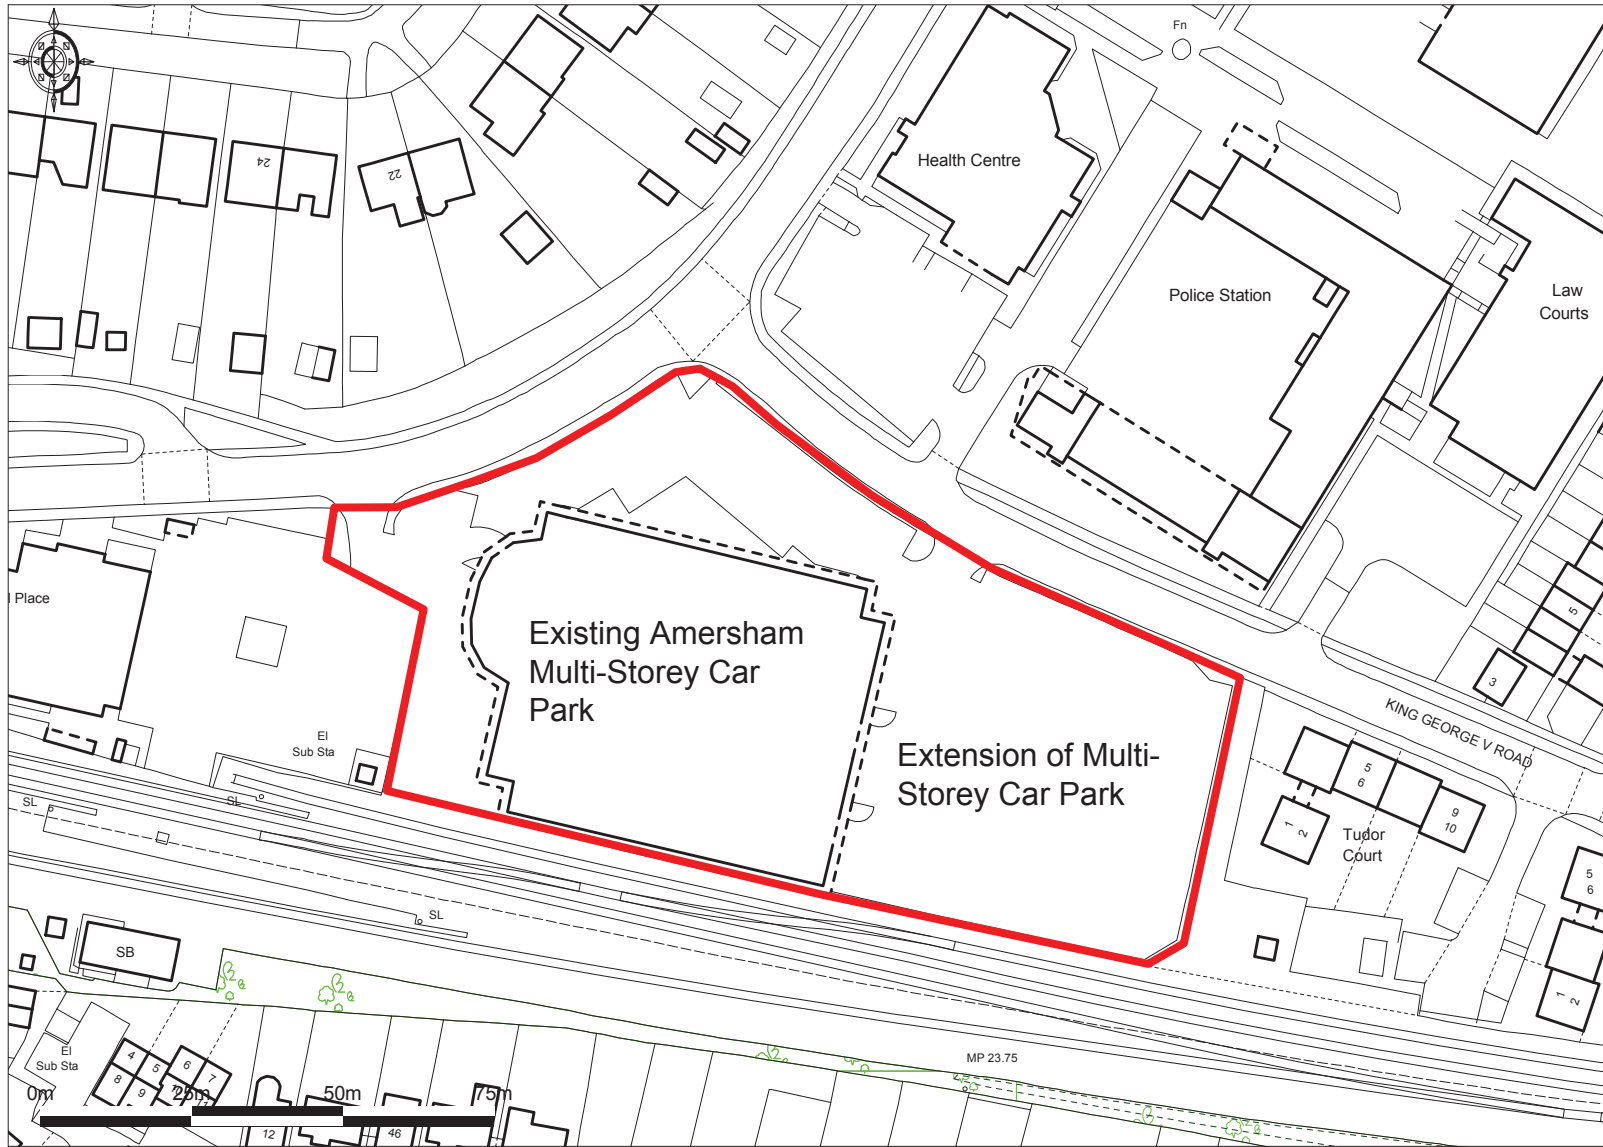 Fn
Health Centre
24
22
Police Station
Law
Courts
l Place
Existing Amersham
Multi-Storey Car
Park
5
3
KING GEORGE V ROAD
El
Sub Sta
Extension of Multi-
Storey Car Park
SL
SL
5
6
9
10
1
2
Tudor
Court
5
6
SL
SB
1
2
El
Sub Sta
4
5
6
7
8
9
MP 23.75
0m
25m
50m
75m
12
46